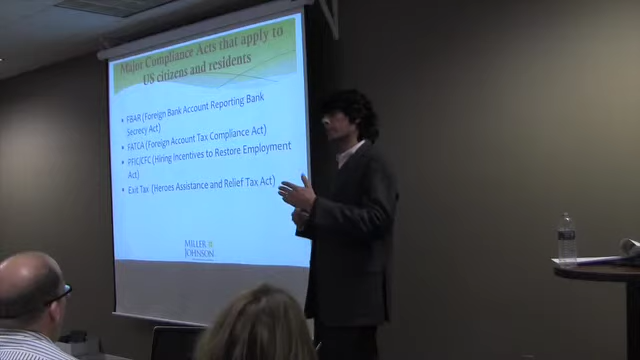 Major Compliance Acts that apply to
US citizens and residents
• FBAR (Foreign Bank Account Reporting Bank
Secrecy Act)
• FATCA (Foreign Account Tax Compliance Act)
• PFIC/CFC (Hiring Incentives to Restore Employment
Act)
• Exit Tax (Heroes Assistance and Relief Tax Act)
MILLER
JOHNSON